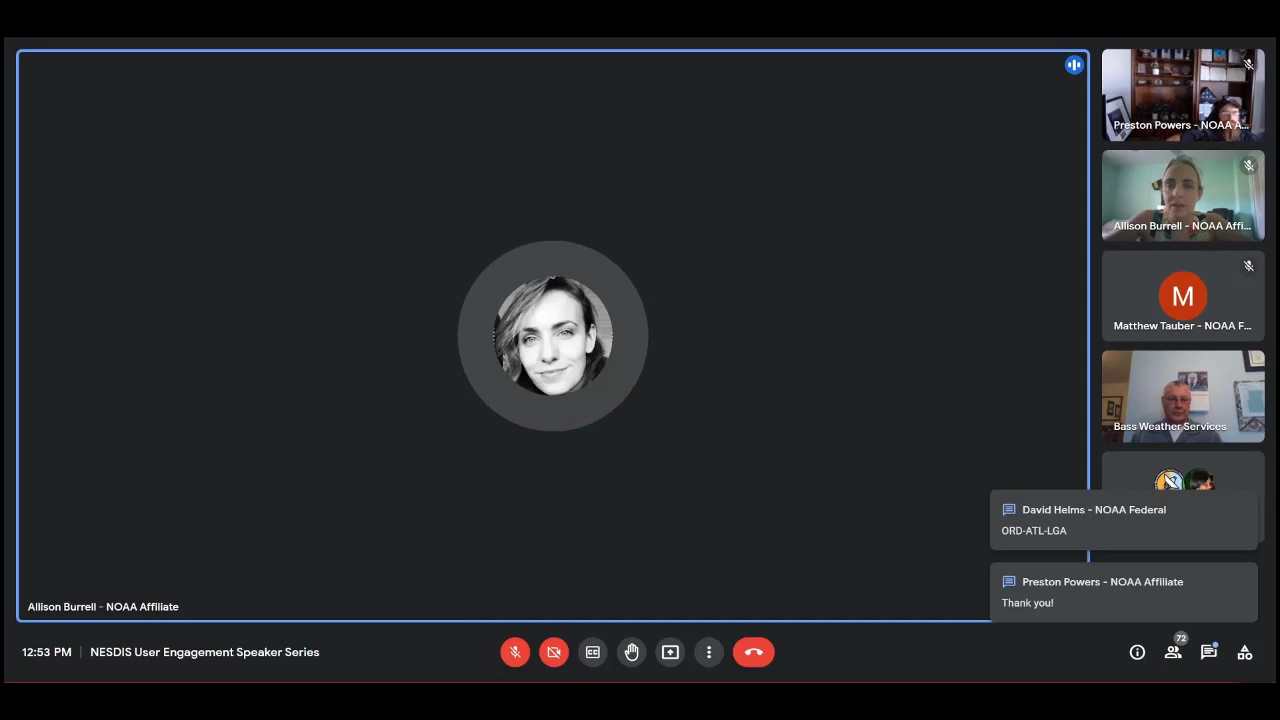 Preston Powers - NOAA A...
Allison Burrell - NOAA Affi...
M
Matthew Tauber - NOAA F...
Bass Weather Services
David Helms - NOAA Federal
ORD-ATL-LGA
Preston Powers - NOAA Affiliate
Thank you!
Allison Burrell - NOAA Affiliate
12:53 PM | NESDIS User Engagement Speaker Series
CC
72